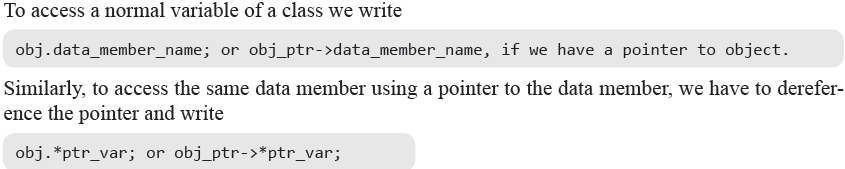 To access a normal variable of a class we write
obj.data_member_name; or obj_ptr->data_member_name, if we have a pointer to object.
Similarly, to access the same data member using a pointer to the data member, we have to derefer-
ence the pointer and write
obj.*ptr_var; or obj_ptr->*ptr_var;